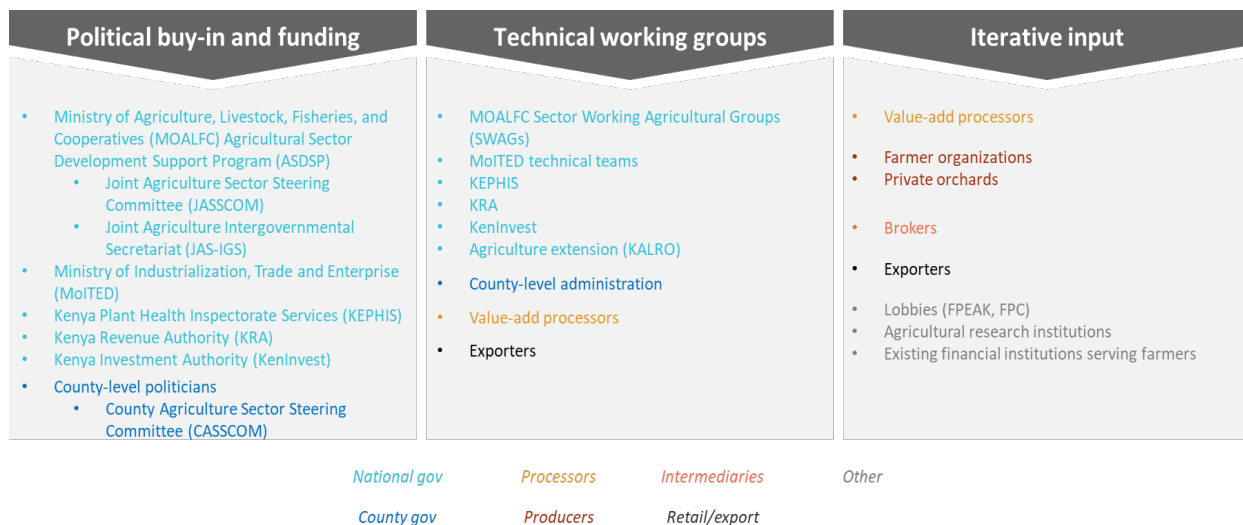 Political buy-in and funding
• Ministry of Agriculture, Livestock, Fisheries, and
Cooperatives (MOALFC) Agricultural Sector
Development Support Program (ASDSP)
• Joint Agriculture Sector Steering
Committee (JASSCOM)
• Joint Agriculture Intergovernmental
Secretariat (JAS-IGS)
• Ministry of Industrialization, Trade and Enterprise
(MoITED)
• Kenya Plant Health Inspectorate Services (KEPHIS)
• Kenya Revenue Authority (KRA)
• Kenya Investment Authority (KenInvest)
• County-level politicians
• County Agriculture Sector Steering
Committee (CASSCOM)
Technical working groups
• MOALFC Sector Working Agricultural Groups
(SWAGs)
• MoITED technical teams
• KEPHIS
• KRA
• KenInvest
• Agriculture extension (KALRO)
• County-level administration
• Value-add processors
• Exporters
Iterative input
• Value-add processors
• Farmer organizations
• Private orchards
• Brokers
• Exporters
• Lobbies (FPEAK, FPC)
• Agricultural research institutions
• Existing financial institutions serving farmers
National gov
Processors
Intermediaries
Other
County gov
Producers
Retail/export